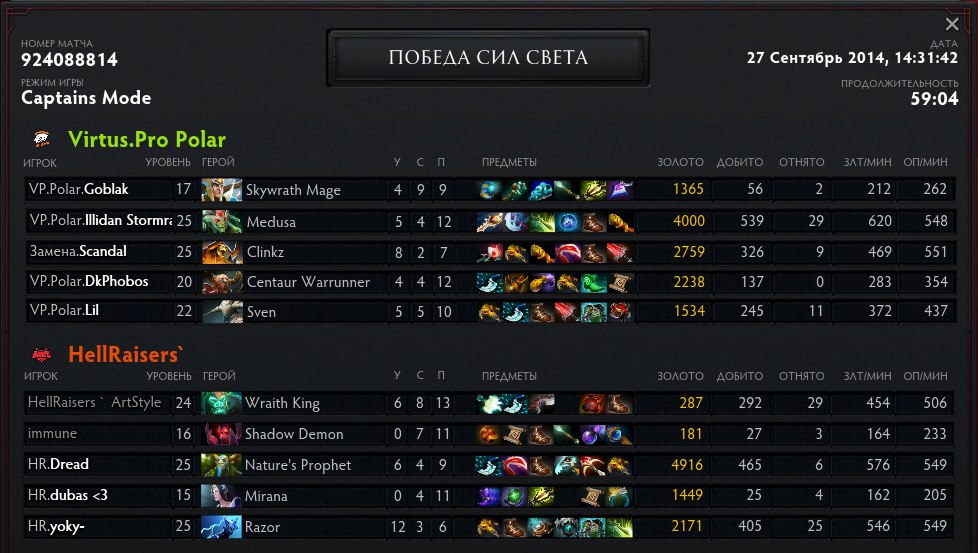 НОМЕР МАТЧА
924088814
ПОБЕДА СИЛ СВЕТА
ДАТА
27 Сентябрь 2014, 14:31:42
РЕЖИМ ИГРЫ
Captains Mode
ПРОДОЛЖИТЕЛЬНОСТЬ
59:04
Virtus.Pro Polar
ИГРОК УРОВЕНЬ ГЕРОЙ У С П ПРЕДМЕТЫ ЗОЛОТО ДОБИТО ОТНЯТО ЗЛТ/МИН ОП/МИН
VP.Polar.Goblak 17 Skywrath Mage 4 9 9 1365 56 2 212 262
VP.Polar.Illidan Stormra 25 Medusa 5 4 12 4000 539 29 620 548
Замена.Scandal 25 Clinkz 8 2 7 2759 326 9 469 551
VP.Polar.DkPhobos 20 Centaur Warrunner 4 4 12 2238 137 0 283 354
VP.Polar.Lil 22 Sven 5 5 10 1534 245 11 372 437
HellRaisers`
ИГРОК УРОВЕНЬ ГЕРОЙ У С П ПРЕДМЕТЫ ЗОЛОТО ДОБИТО ОТНЯТО ЗЛТ/МИН ОП/МИН
HellRaisers ` ArtStyle 24 Wraith King 6 8 13 287 292 29 454 506
immune 16 Shadow Demon 0 7 11 181 27 3 164 233
HR.Dread 25 Nature's Prophet 6 4 9 4916 465 6 576 549
HR.dubas <3 15 Mirana 0 4 11 1449 25 4 162 205
HR.yoky- 25 Razor 12 3 6 2171 405 25 546 549